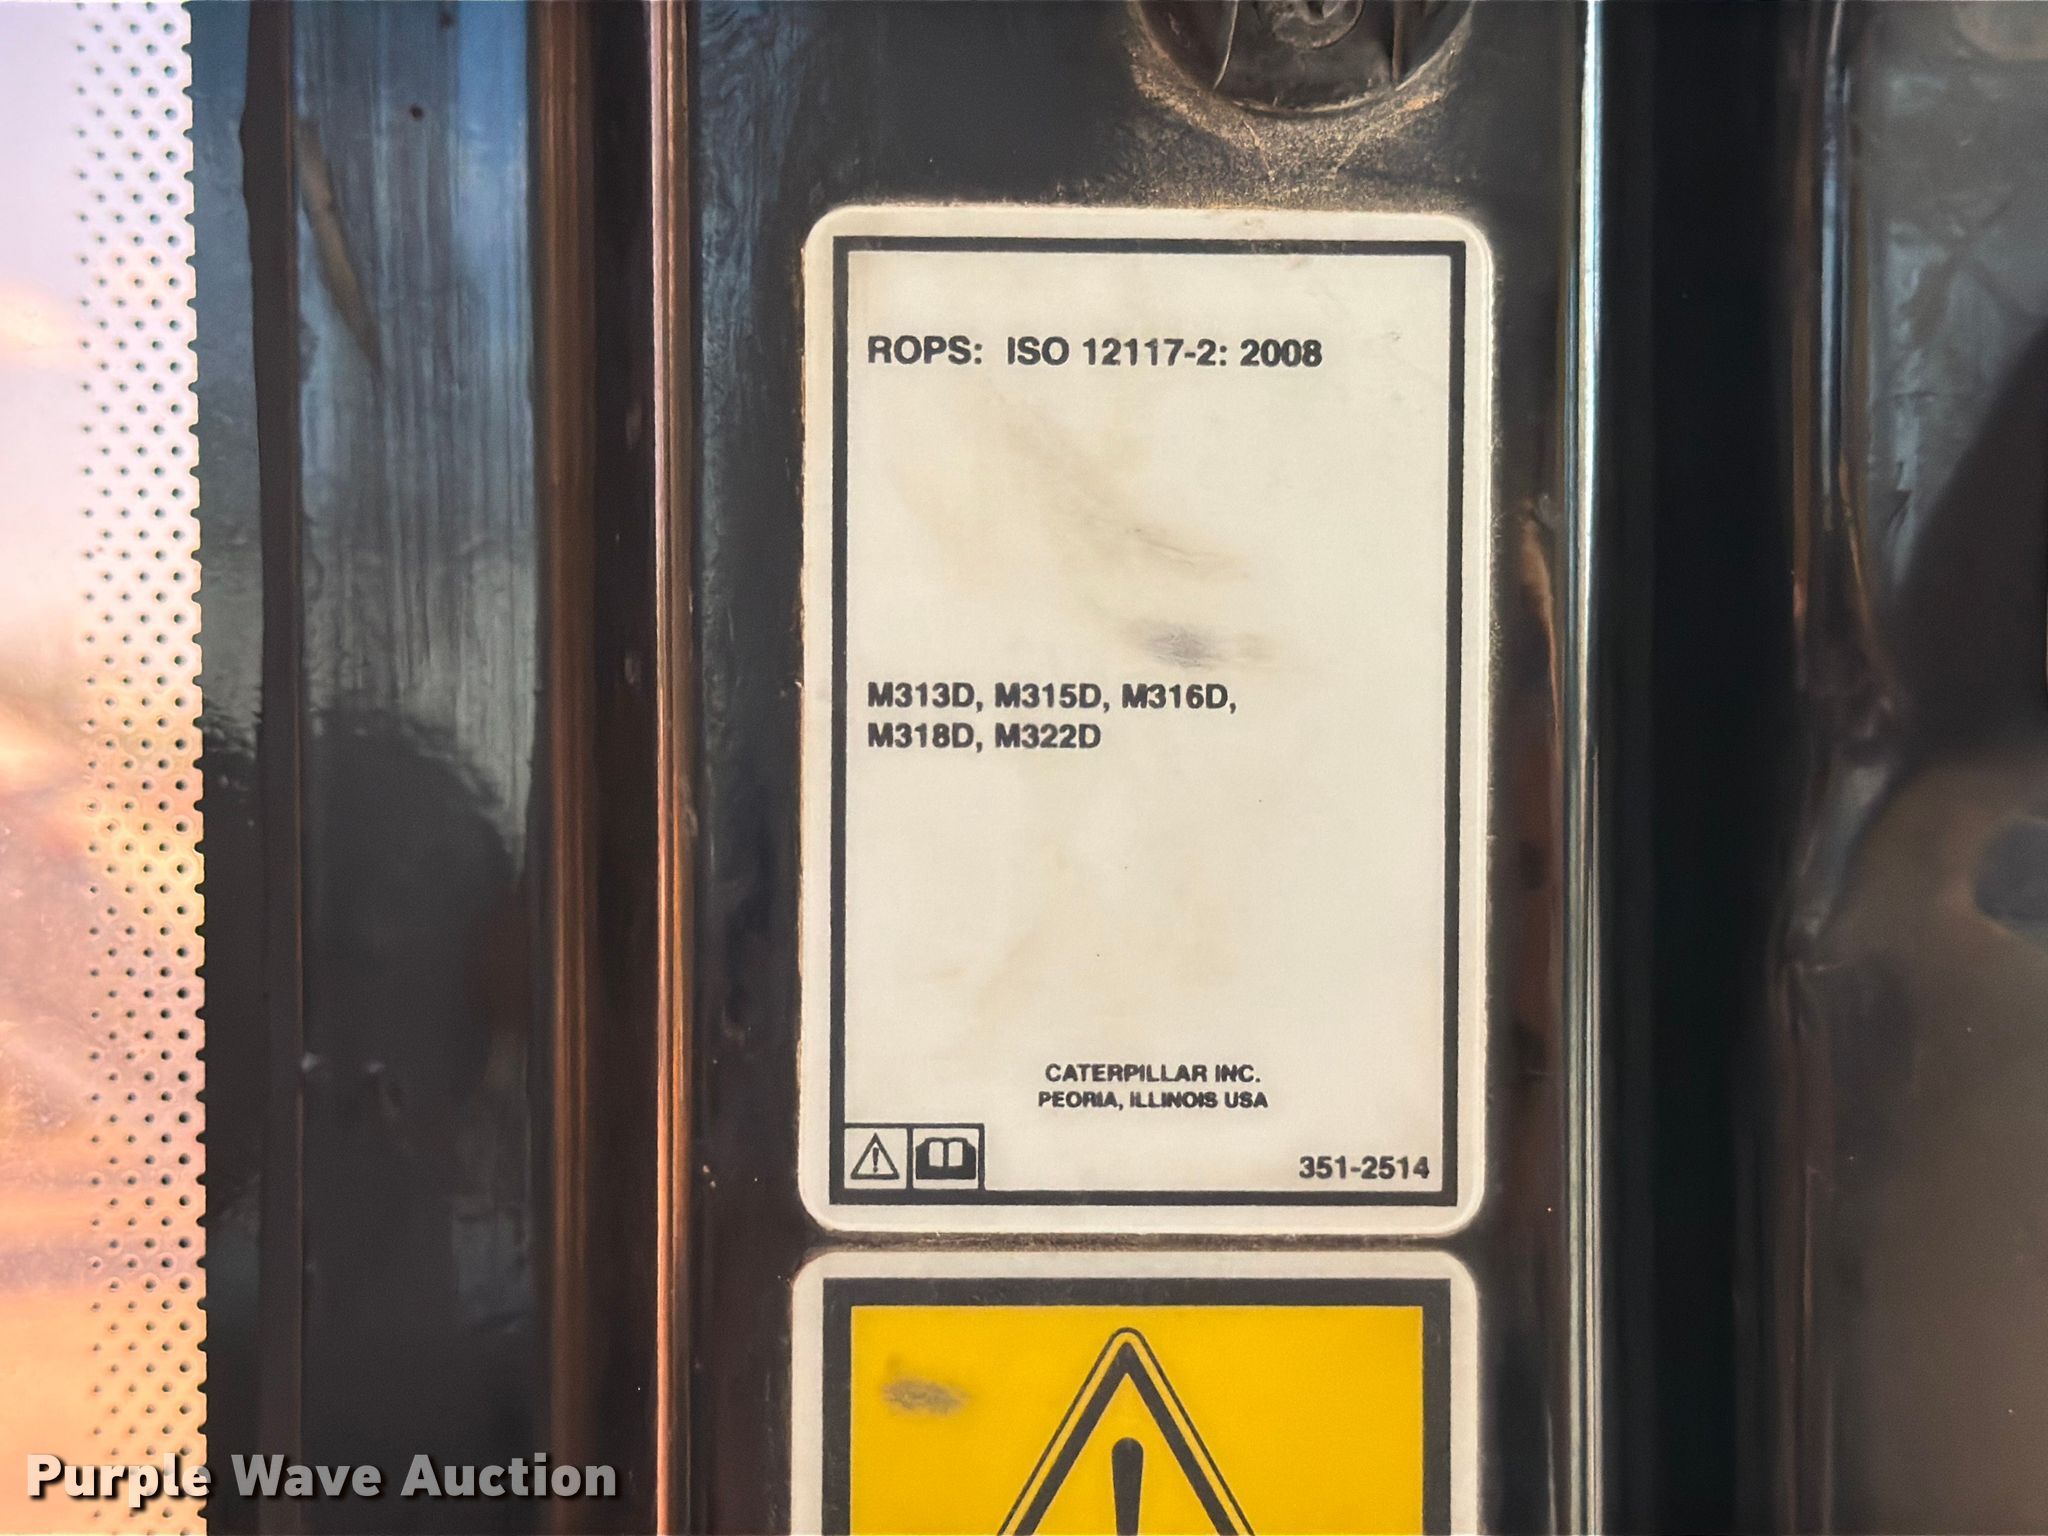 ROPS: ISO 12117-2: 2008
M313D, M315D, M316D,
M318D, M322D
CATERPILLAR INC.
PEORIA, ILLINOIS USA
351-2514
Purple Wave Auction